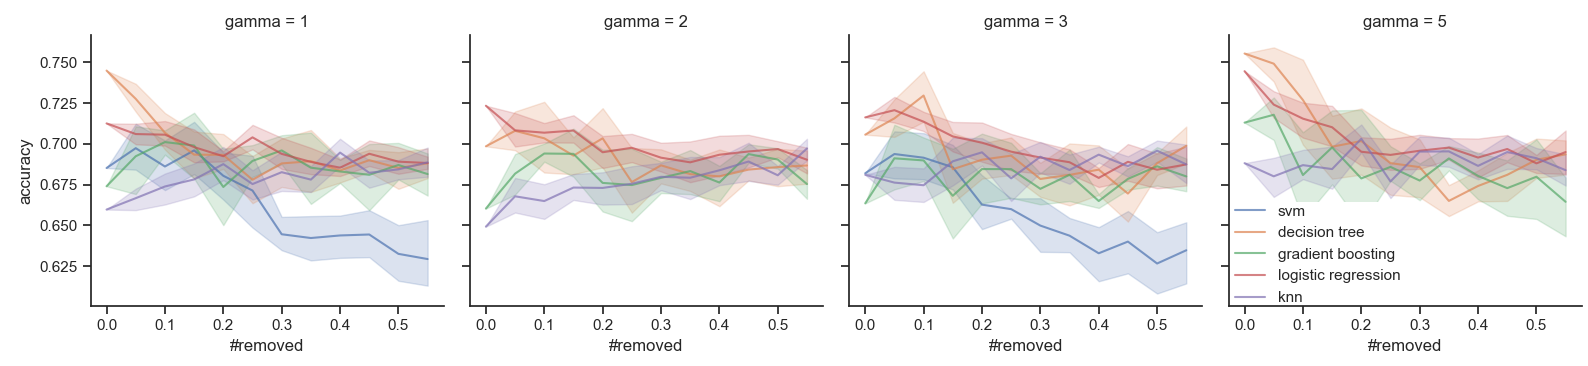 gamma = 1
gamma = 2
gamma = 3
gamma = 5
accuracy
0.750
0.725
0.700
0.675
0.650
0.625
0.0 0.1 0.2 0.3 0.4 0.5
#removed
0.0 0.1 0.2 0.3 0.4 0.5
#removed
0.0 0.1 0.2 0.3 0.4 0.5
#removed
svm
decision tree
gradient boosting
logistic regression
knn
0.0 0.1 0.2 0.3 0.4 0.5
#removed